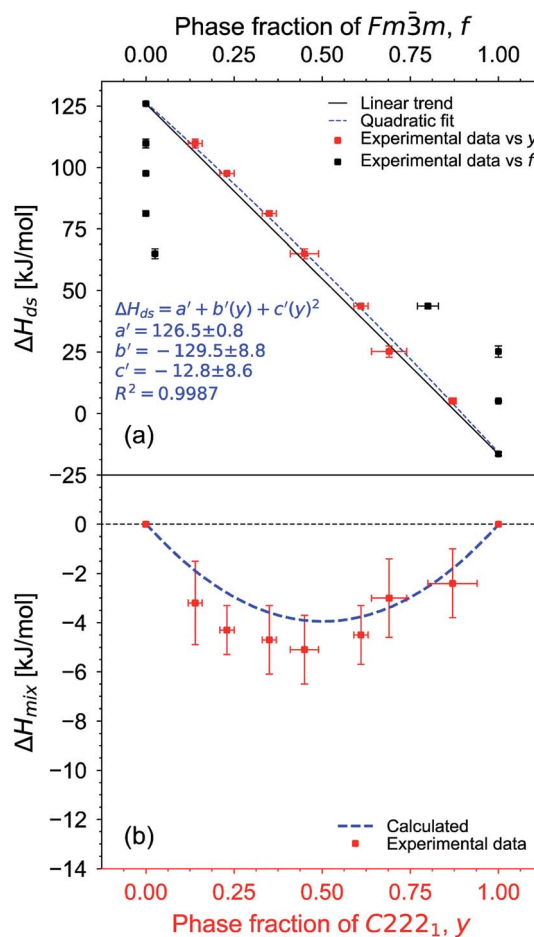 Phase fraction of Fm3̄m, f
0.00 0.25 0.50 0.75 1.00
125
100
75
50
25
0
−25
ΔH_ds [kJ/mol]
Linear trend
Quadratic fit
Experimental data vs y
Experimental data vs f
ΔH_ds = a′ + b′(y) + c′(y)²
a′ = 126.5±0.8
b′ = −129.5±8.8
c′ = −12.8±8.6
R² = 0.9987
(a)
0
−2
−4
−6
−8
−10
−12
−14
ΔH_mix [kJ/mol]
(b)
Calculated
Experimental data
0.00 0.25 0.50 0.75 1.00
Phase fraction of C222₁, y